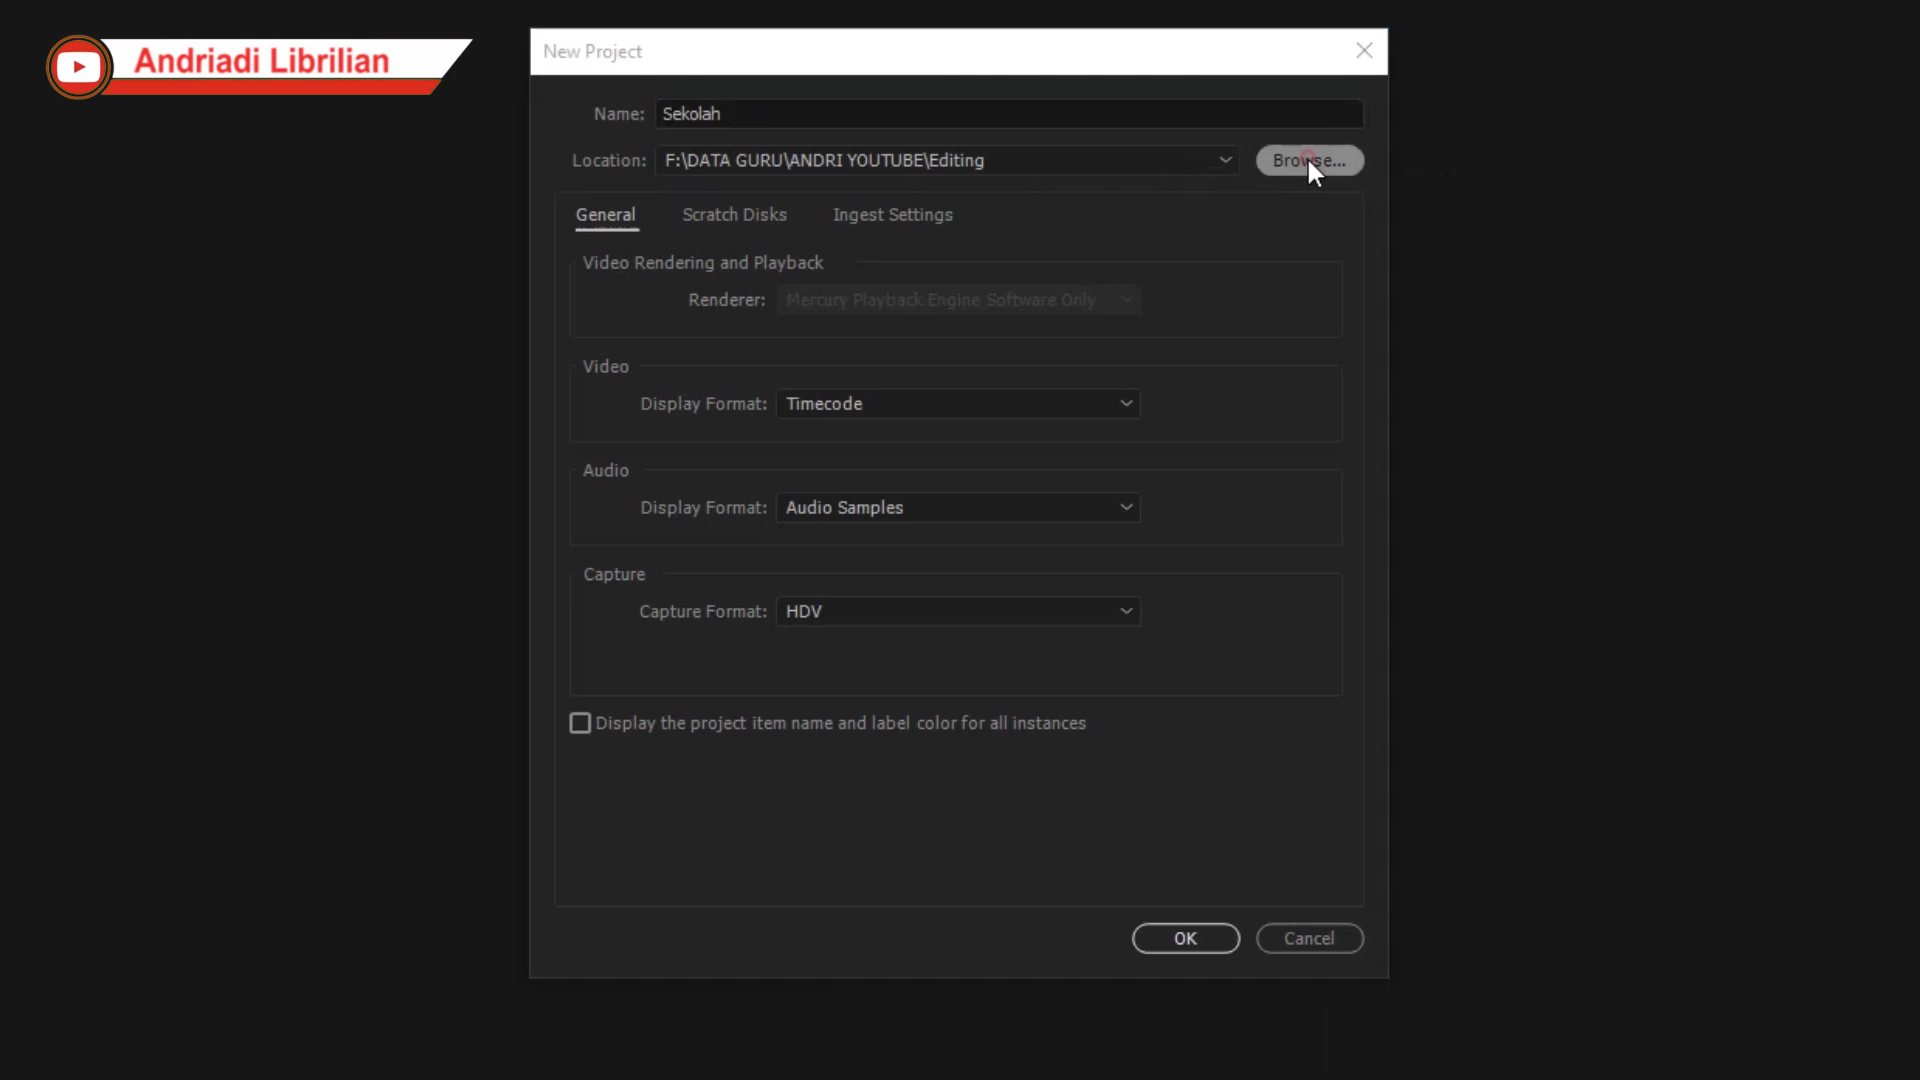 Andriadi Librilian
New Project
Name: Sekolah
Location: F:\DATA GURU\ANDRI YOUTUBE\Editing Browse...
General Scratch Disks Ingest Settings
Video Rendering and Playback
Renderer: Mercury Playback Engine Software Only
Video
Display Format: Timecode
Audio
Display Format: Audio Samples
Capture
Capture Format: HDV
Display the project item name and label color for all instances
OK Cancel